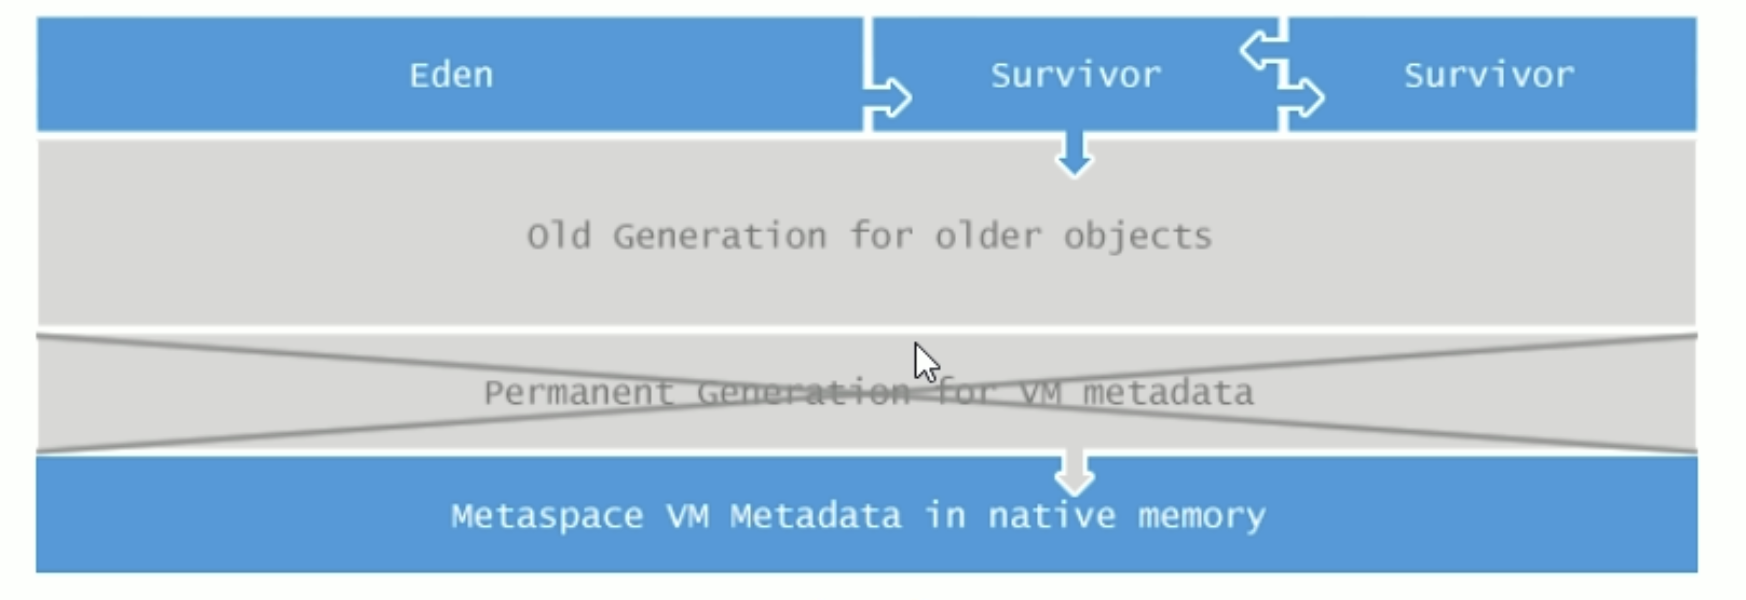 Eden
Survivor
Survivor
Old Generation for older objects
Permanent Generation for VM metadata
Metaspace VM Metadata in native memory